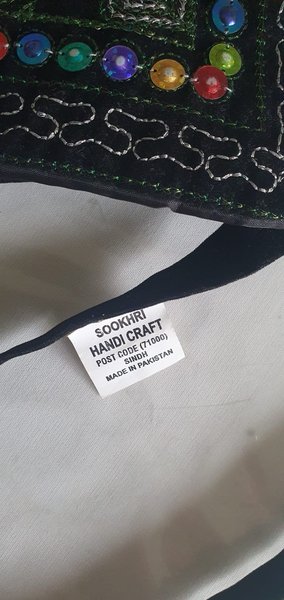 SOOKHRI
HANDI CRAFT
POST CODE (71000)
SINDH
MADE IN PAKISTAN